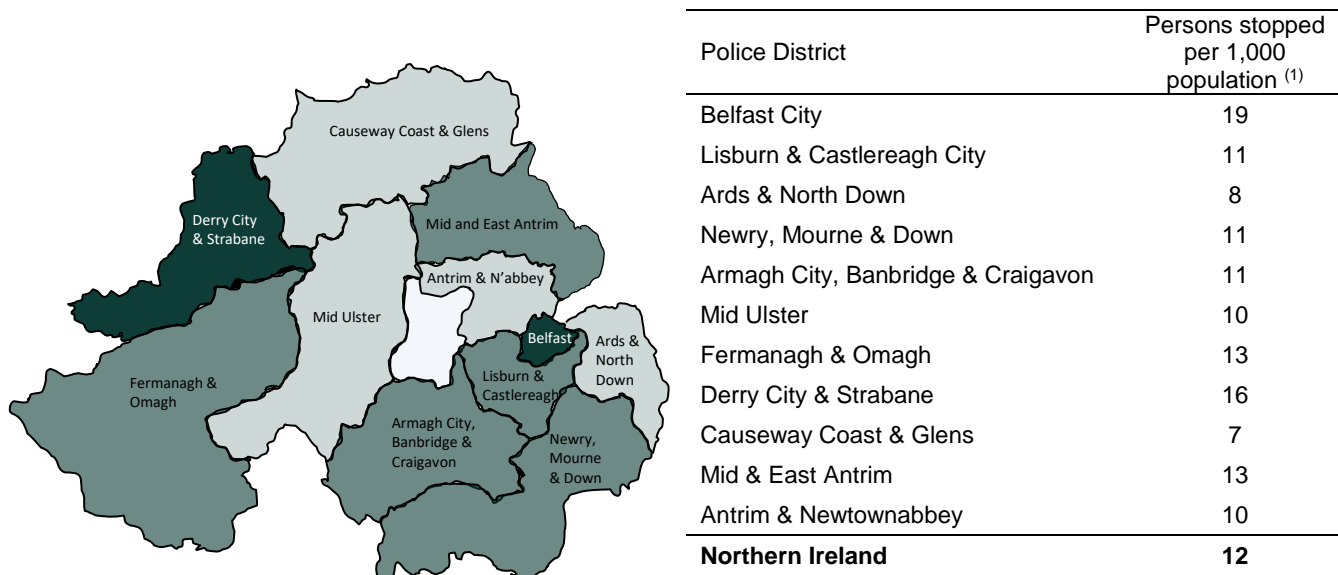 Causeway Coast & Glens
Derry City
& Strabane
Mid and East Antrim
Antrim & N’abbey
Mid Ulster
Belfast
Ards &
North
Down
Fermanagh &
Omagh
Lisburn &
Castlereagh
Armagh City,
Banbridge &
Craigavon
Newry,
Mourne
& Down
Police District
Persons stopped
per 1,000
population (1)
Belfast City 19
Lisburn & Castlereagh City 11
Ards & North Down 8
Newry, Mourne & Down 11
Armagh City, Banbridge & Craigavon 11
Mid Ulster 10
Fermanagh & Omagh 13
Derry City & Strabane 16
Causeway Coast & Glens 7
Mid & East Antrim 13
Antrim & Newtownabbey 10
Northern Ireland 12